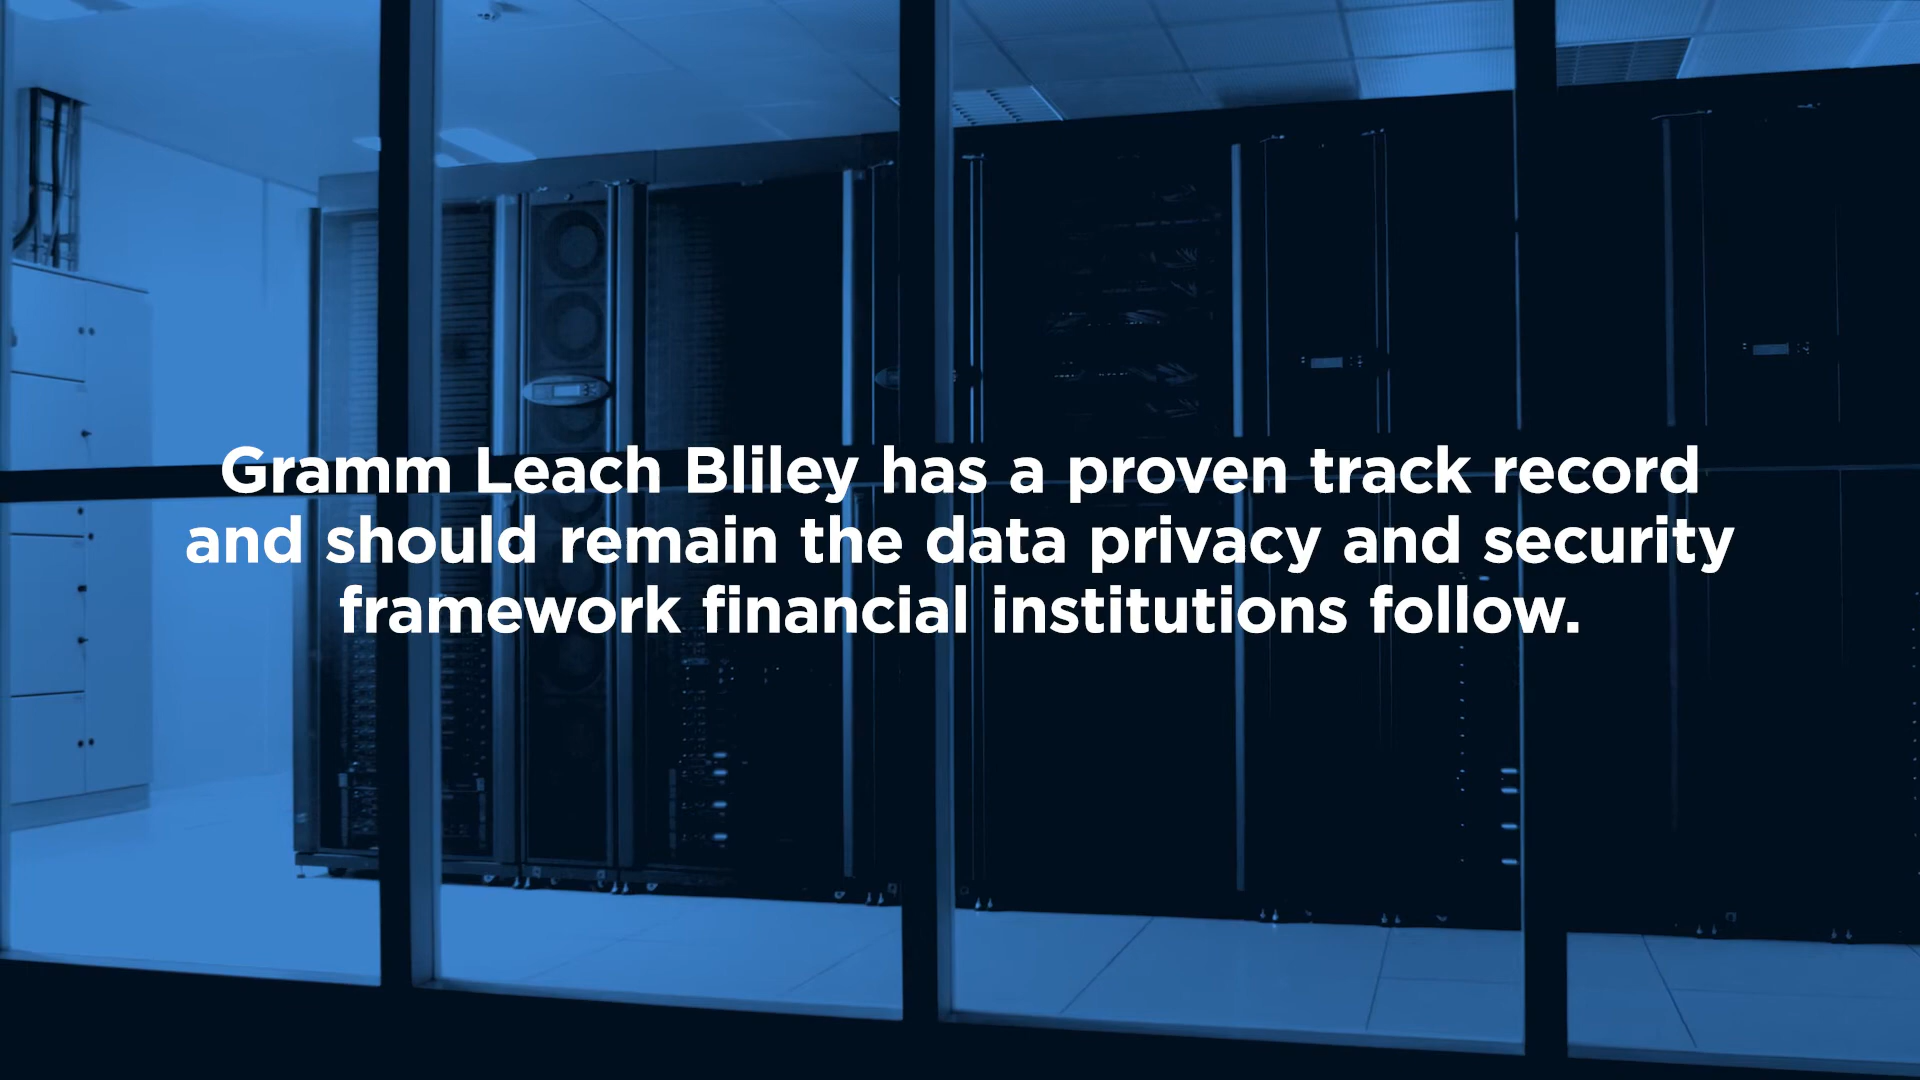 Gramm Leach Bliley has a proven track record
and should remain the data privacy and security
framework financial institutions follow.